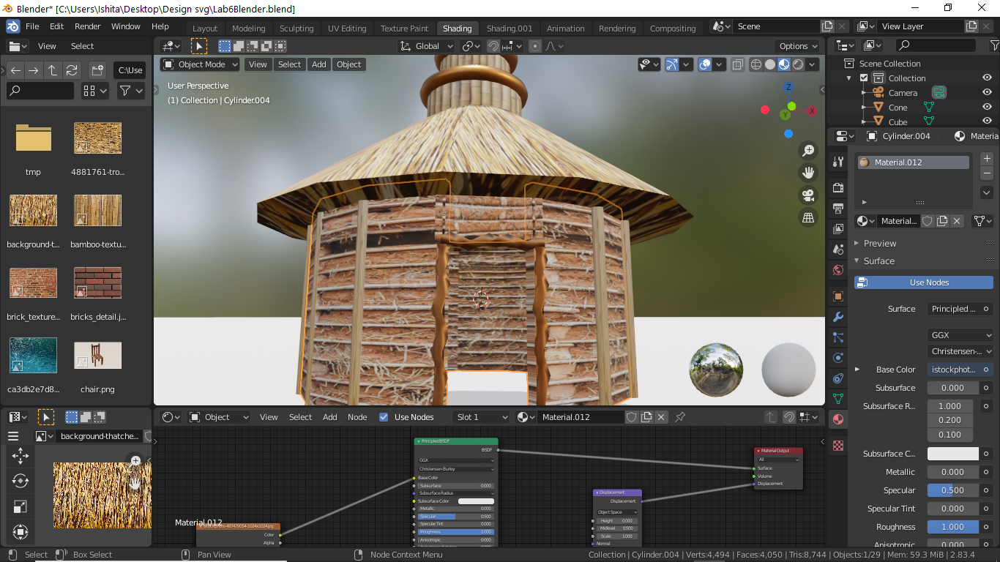 Blender* [C:\Users\Ishita\Desktop\Design svg\Lab6Blender.blend]
File Edit Render Window Help
Layout Modeling Sculpting UV Editing Texture Paint Shading Shading.001 Animation Rendering Compositing
Scene
View Layer
View Select
Global
Options
C:\Use
Object Mode View Select Add Object
User Perspective
(1) Collection | Cylinder.004
Z
X
Y
tmp
4881761-tro...
background-t...
bamboo-textu...
brick_texture...
bricks_detail.j...
ca3db2e7d8...
chair.png
Scene Collection
Collection
Camera
Cone
Cube
Cylinder.004
Materia
Material.012
Material...
Preview
Surface
Use Nodes
Surface Principled ...
GGX
Christensen-...
Base Color istockphot...
Subsurface 0.000
Subsurface R... 1.000
0.200
0.100
Subsurface C...
Metallic 0.000
Specular 0.500
Specular Tint 0.000
Roughness 1.000
Anisotropic 0.000
background-thatche...
Object View Select Add Node Use Nodes Slot 1 Material.012
Principled BSDF
BSDF
GGX
Christensen-Burley
Base Color
Subsurface 0.000
Subsurface Radius
Subsurface Color
Metallic 0.000
Specular 0.500
Specular Tint 0.000
Roughness 1.000
Anisotropic 0.000
Material Output
All
Surface
Volume
Displacement
Displacement
Displacement
Object Space
Height 0.000
Midlevel 0.500
Scale 1.000
Normal
Material.012
Color
Alpha
Select Box Select Pan View Node Context Menu
Collection | Cylinder.004 | Verts:4,494 | Faces:4,050 | Tris:8,744 | Objects:1/29 | Mem: 59.3 MiB | 2.83.4